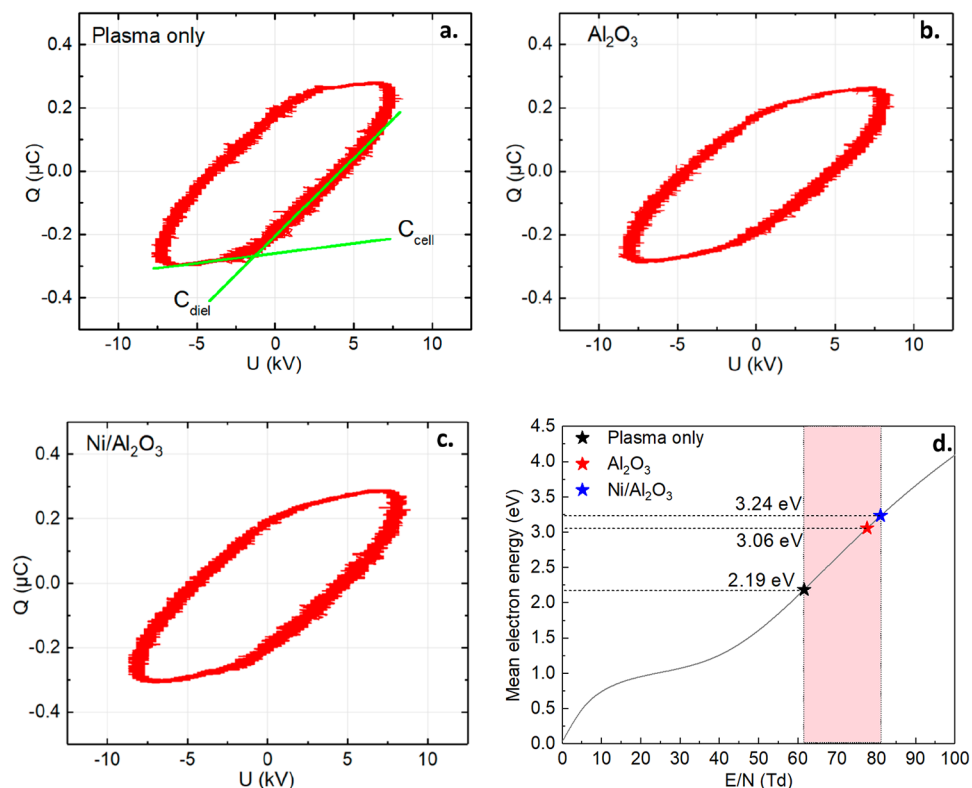 Plasma only
a.
0.4
0.2
0.0
-0.2
-0.4
Q (μC)
C_cell
C_diel
-10 -5 0 5 10
U (kV)
Al₂O₃
b.
0.4
0.2
0.0
-0.2
-0.4
Q (μC)
-10 -5 0 5 10
U (kV)
Ni/Al₂O₃
c.
0.4
0.2
0.0
-0.2
-0.4
Q (μC)
-10 -5 0 5 10
U (kV)
d.
Plasma only
Al₂O₃
Ni/Al₂O₃
4.5
4.0
3.5
3.0
2.5
2.0
1.5
1.0
0.5
0.0
Mean electron energy (eV)
3.24 eV
3.06 eV
2.19 eV
0 10 20 30 40 50 60 70 80 90 100
E/N (Td)